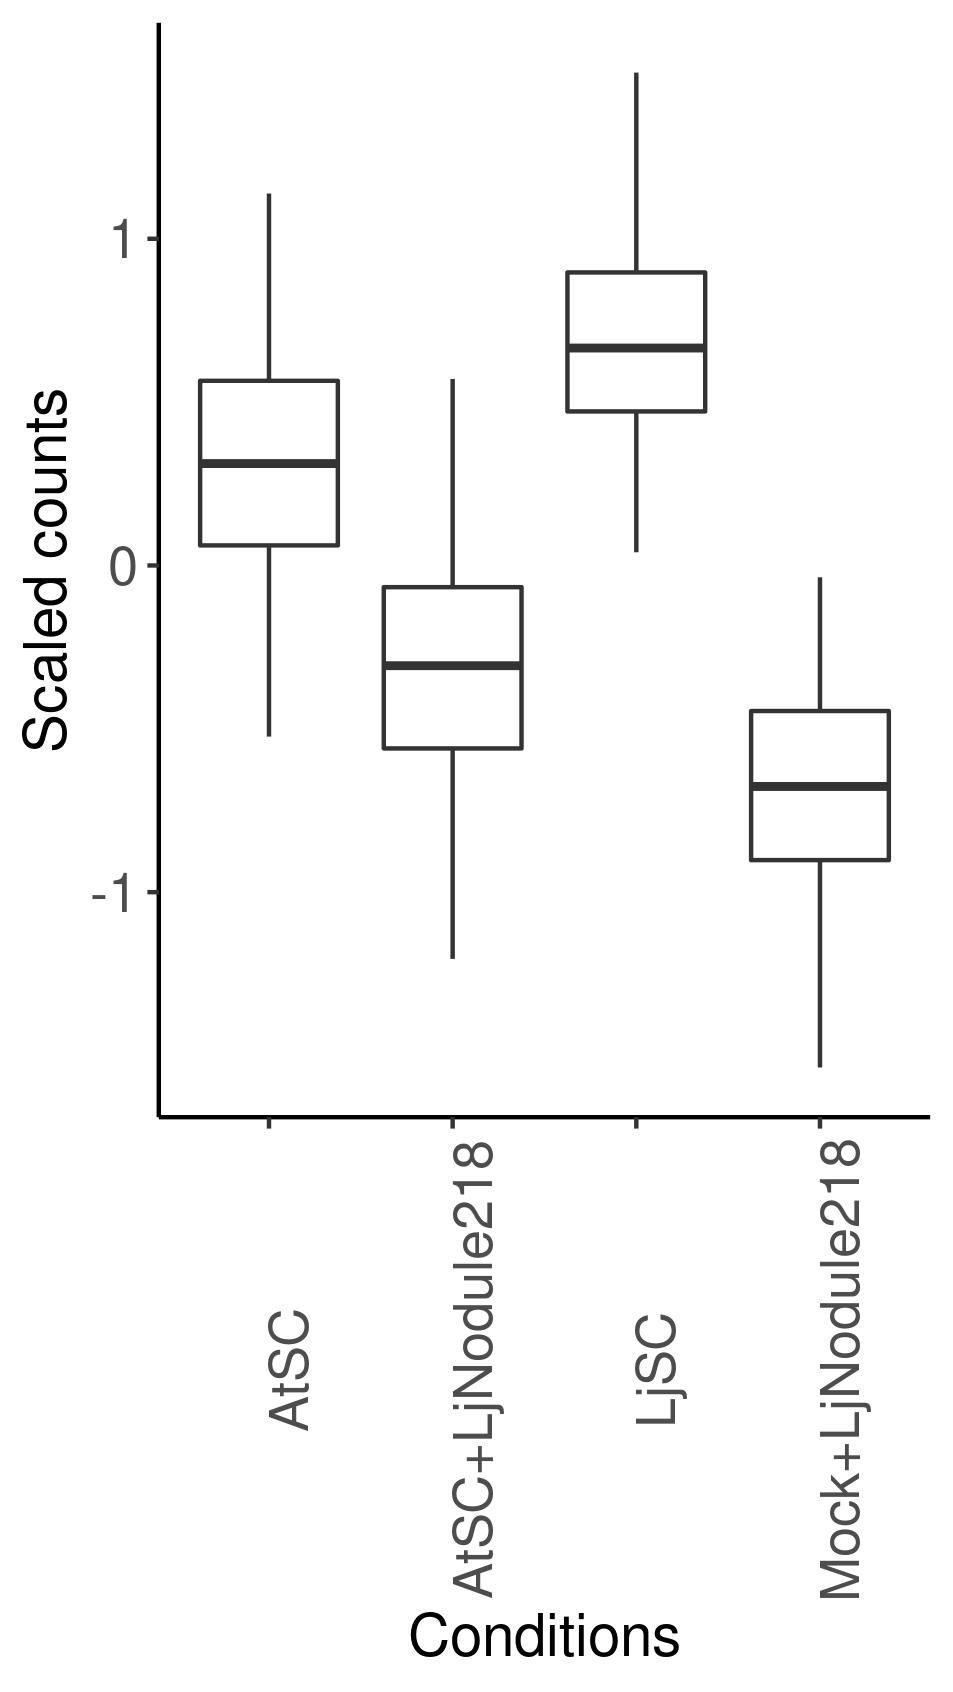 Scaled counts
1
0
-1
AtSC
AtSC+LjNodule218
LjSC
Mock+LjNodule218
Conditions